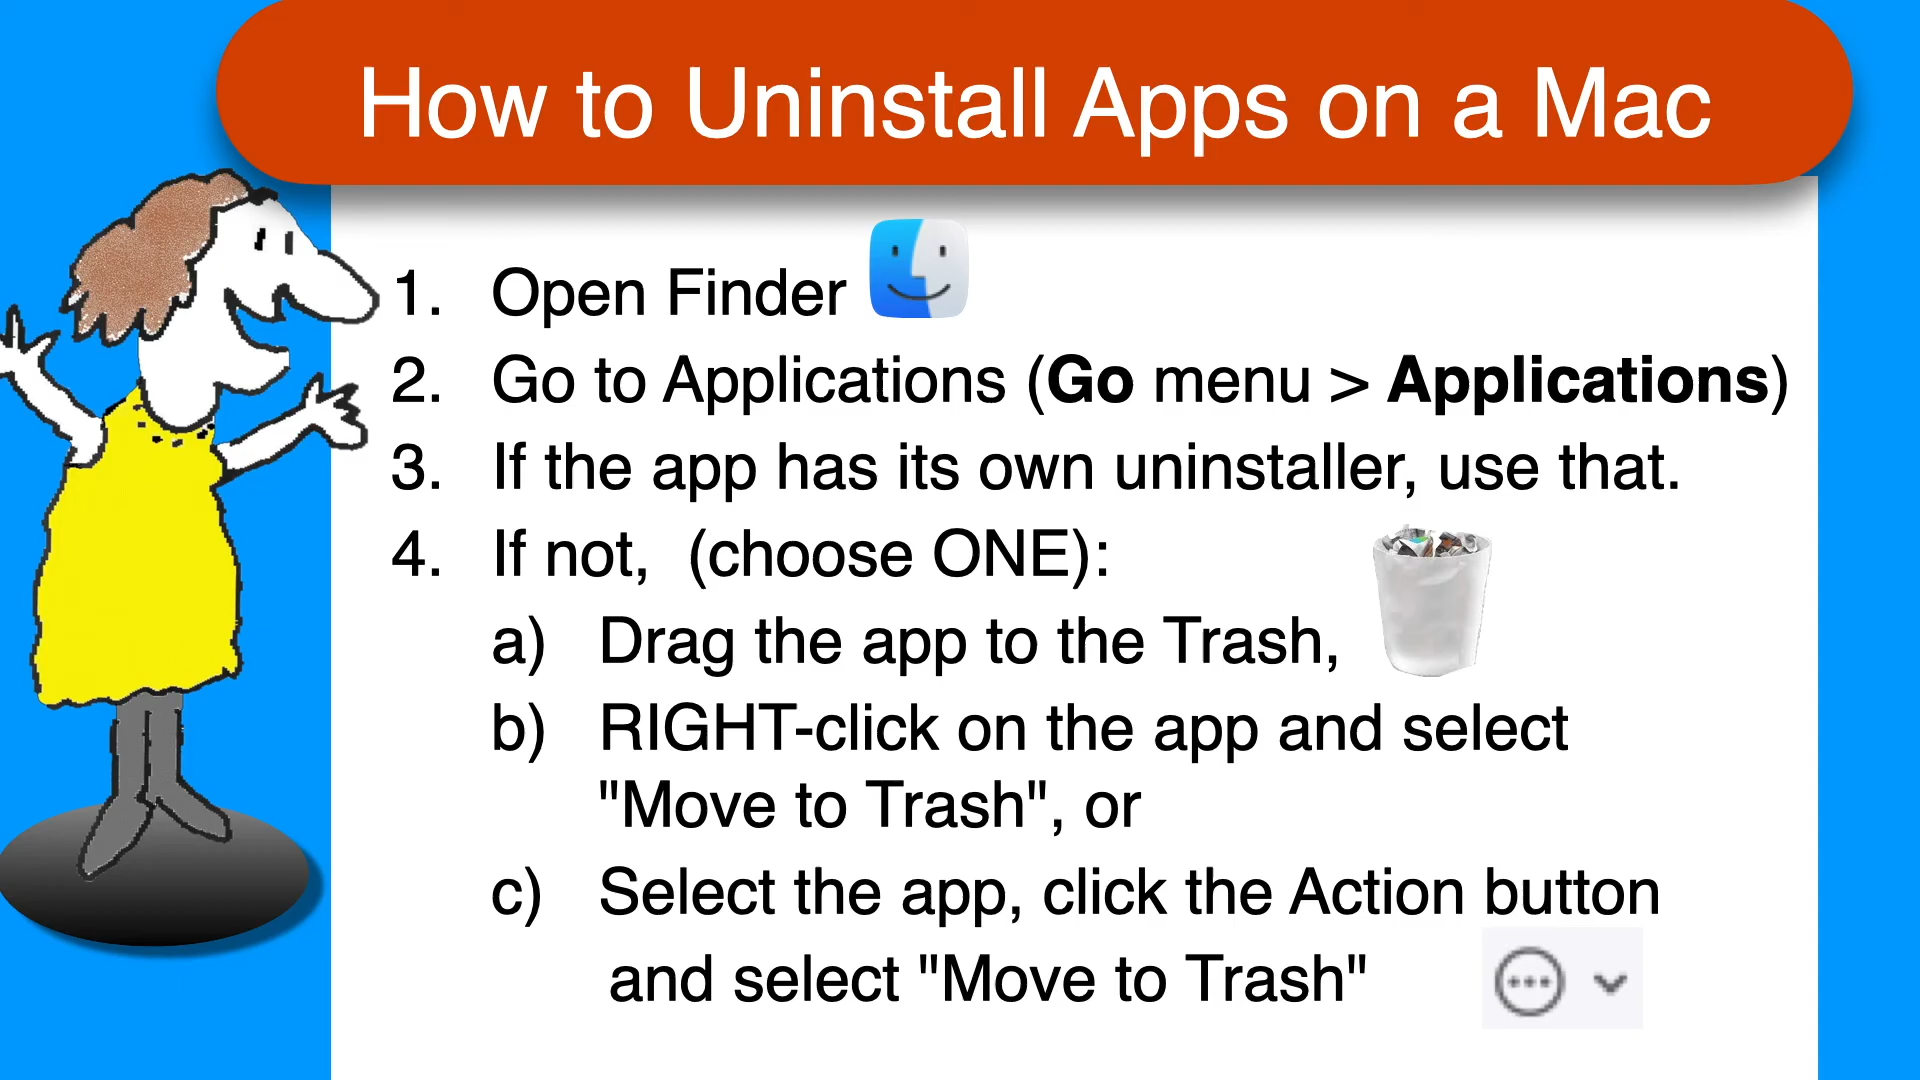 How to Uninstall Apps on a Mac
1. Open Finder
2. Go to Applications (Go menu > Applications)
3. If the app has its own uninstaller, use that.
4. If not, (choose ONE):
a) Drag the app to the Trash,
b) RIGHT-click on the app and select
"Move to Trash", or
c) Select the app, click the Action button
and select "Move to Trash"